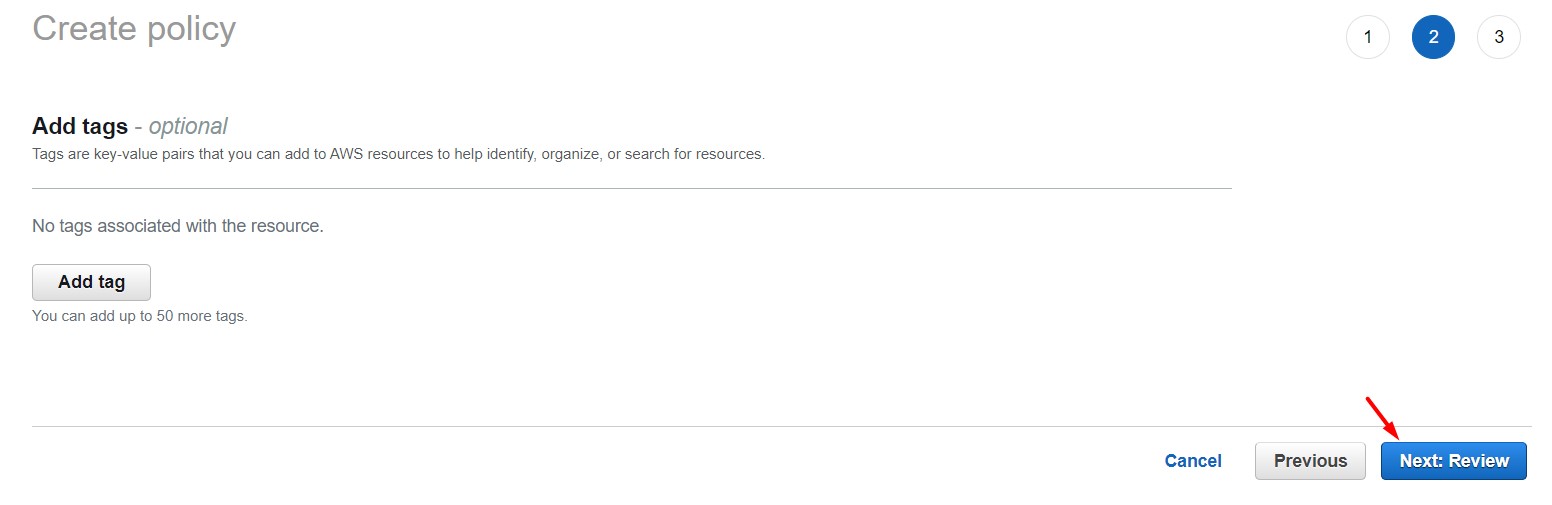 Create policy
1 2 3
Add tags - optional
Tags are key-value pairs that you can add to AWS resources to help identify, organize, or search for resources.
No tags associated with the resource.
Add tag
You can add up to 50 more tags.
Cancel Previous Next: Review